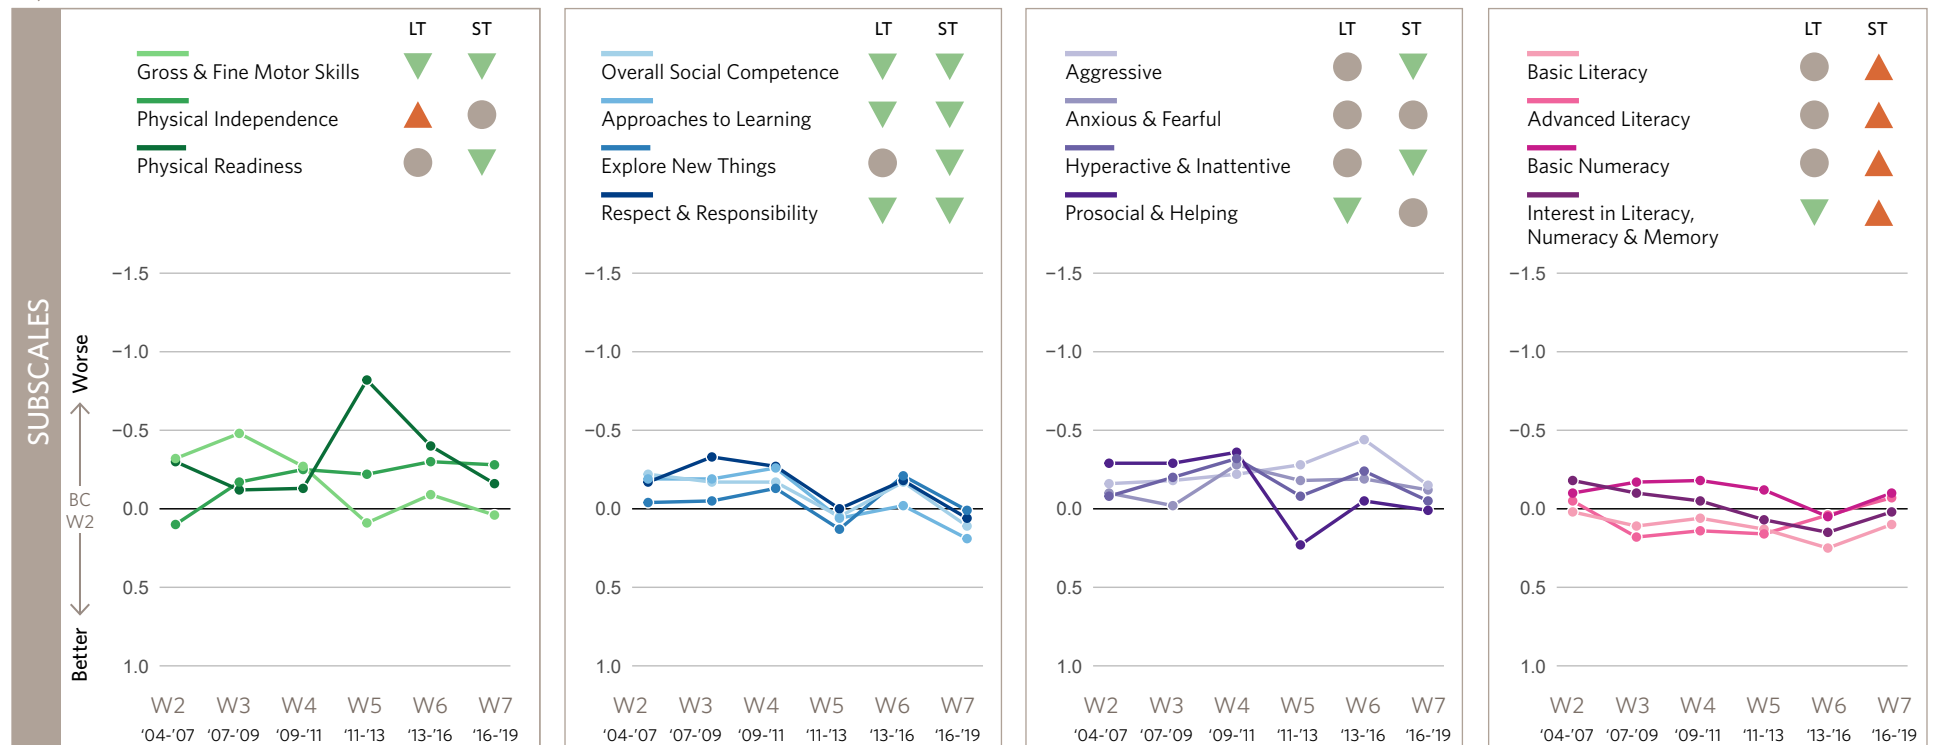 SUBSCALES
Worse
BC
W2
Better
LT ST
Gross & Fine Motor Skills
Physical Independence
Physical Readiness
−1.5
−1.0
−0.5
0.0
0.5
1.0
W2 W3 W4 W5 W6 W7
‘04-’07 ‘07-’09 ‘09-’11 ‘11-’13 ‘13-’16 ‘16-’19
LT ST
Overall Social Competence
Approaches to Learning
Explore New Things
Respect & Responsibility
−1.5
−1.0
−0.5
0.0
0.5
1.0
W2 W3 W4 W5 W6 W7
‘04-’07 ‘07-’09 ‘09-’11 ‘11-’13 ‘13-’16 ‘16-’19
LT ST
Aggressive
Anxious & Fearful
Hyperactive & Inattentive
Prosocial & Helping
−1.5
−1.0
−0.5
0.0
0.5
1.0
W2 W3 W4 W5 W6 W7
‘04-’07 ‘07-’09 ‘09-’11 ‘11-’13 ‘13-’16 ‘16-’19
LT ST
Basic Literacy
Advanced Literacy
Basic Numeracy
Interest in Literacy,
Numeracy & Memory
−1.5
−1.0
−0.5
0.0
0.5
1.0
W2 W3 W4 W5 W6 W7
‘04-’07 ‘07-’09 ‘09-’11 ‘11-’13 ‘13-’16 ‘16-’19